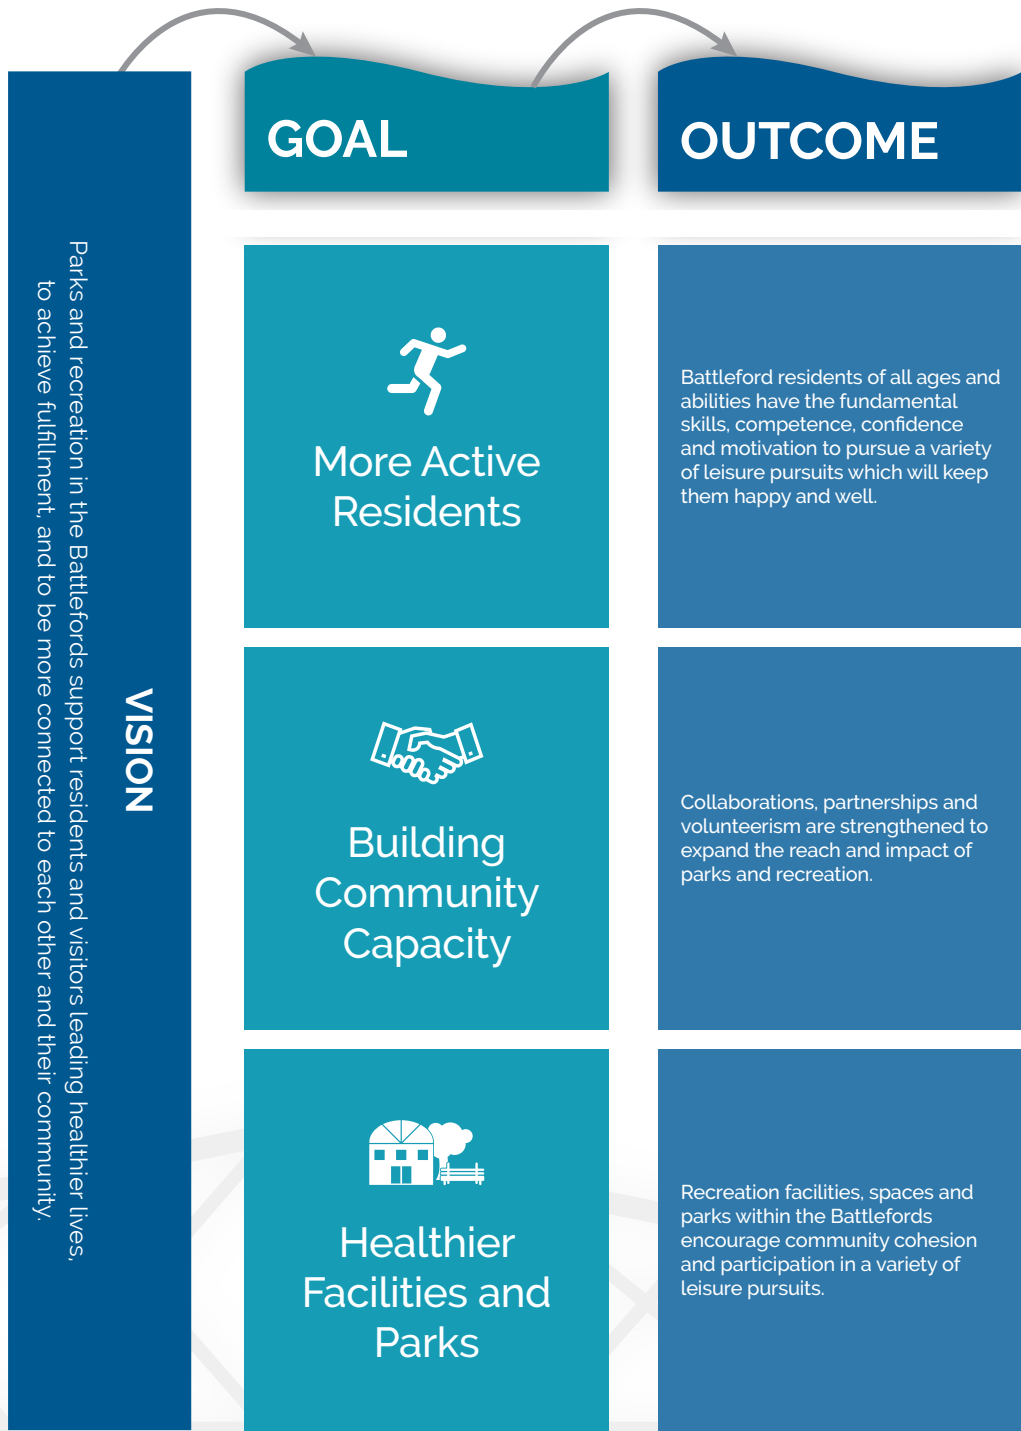 VISION
Parks and recreation in the Battlefords support residents and visitors leading healthier lives,
to achieve fulfillment, and to be more connected to each other and their community.
GOAL
OUTCOME
More Active
Residents
Battleford residents of all ages and
abilities have the fundamental
skills, competence, confidence
and motivation to pursue a variety
of leisure pursuits which will keep
them happy and well.
Building
Community
Capacity
Collaborations, partnerships and
volunteerism are strengthened to
expand the reach and impact of
parks and recreation.
Healthier
Facilities and
Parks
Recreation facilities, spaces and
parks within the Battlefords
encourage community cohesion
and participation in a variety of
leisure pursuits.